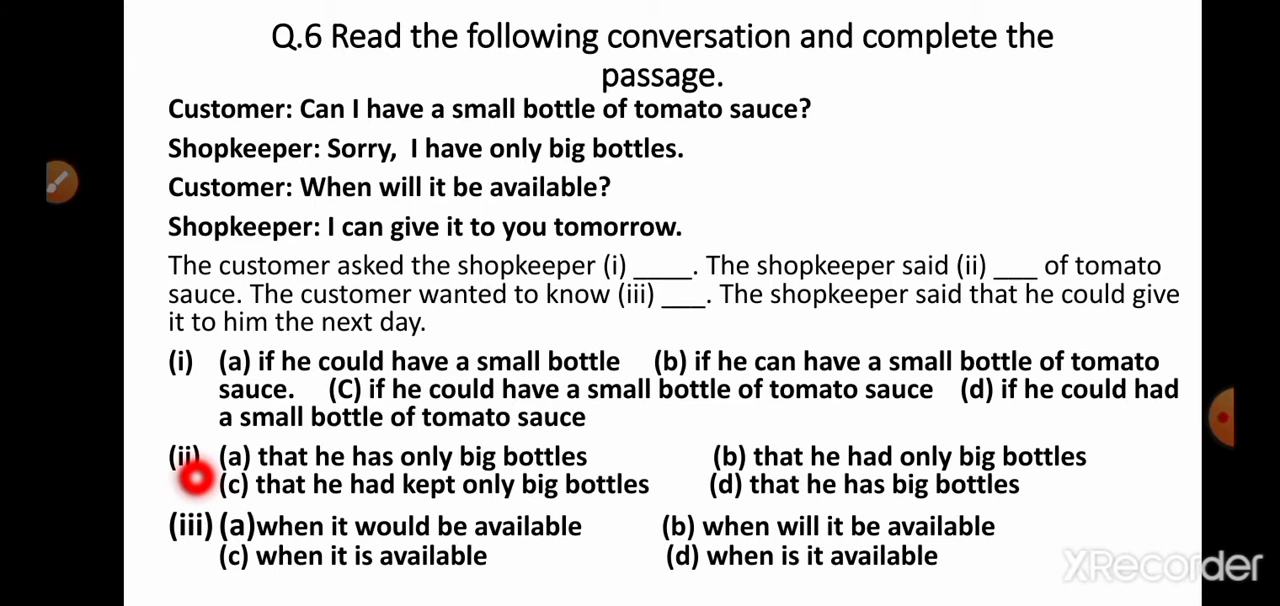 Q.6 Read the following conversation and complete the
passage.
Customer: Can I have a small bottle of tomato sauce?
Shopkeeper: Sorry, I have only big bottles.
Customer: When will it be available?
Shopkeeper: I can give it to you tomorrow.
The customer asked the shopkeeper (i) ____. The shopkeeper said (ii) ___ of tomato
sauce. The customer wanted to know (iii) ___. The shopkeeper said that he could give
it to him the next day.
(i) (a) if he could have a small bottle (b) if he can have a small bottle of tomato
sauce. (C) if he could have a small bottle of tomato sauce (d) if he could had
a small bottle of tomato sauce
(ii) (a) that he has only big bottles (b) that he had only big bottles
(c) that he had kept only big bottles (d) that he has big bottles
(iii) (a)when it would be available (b) when will it be available
(c) when it is available (d) when is it available
XRecorder